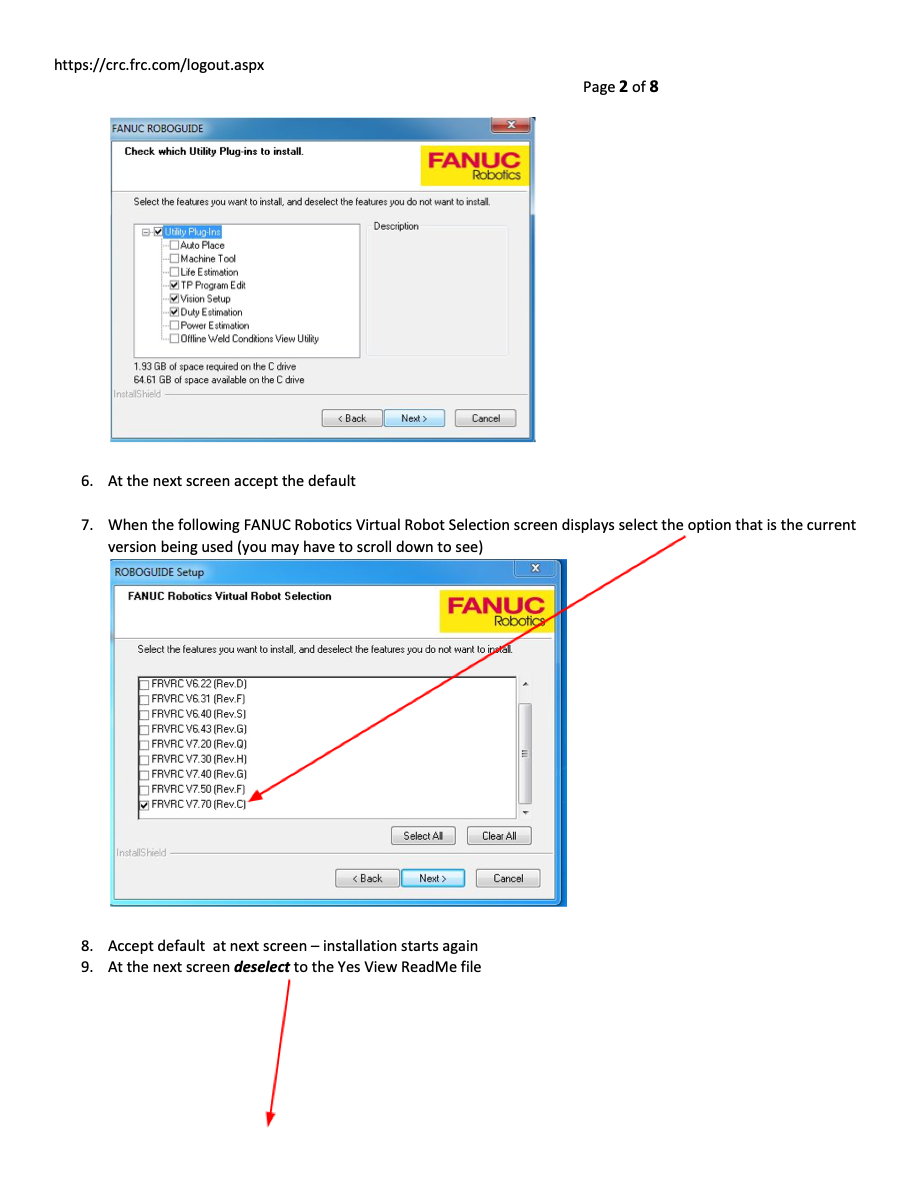 https://crc.frc.com/logout.aspx
Page 2 of 8
FANUC ROBOGUIDE
Check which Utility Plug-ins to install.
FANUC
Robotics
Select the features you want to install, and deselect the features you do not want to install.
Utility Plug-Ins
Auto Place
Machine Tool
Life Estimation
TP Program Edit
Vision Setup
Duty Estimation
Power Estimation
Offline Weld Conditions View Utility
Description
1.93 GB of space required on the C drive
64.61 GB of space available on the C drive
InstallShield
< Back Next > Cancel
6. At the next screen accept the default
7. When the following FANUC Robotics Virtual Robot Selection screen displays select the option that is the current
version being used (you may have to scroll down to see)
ROBOGUIDE Setup
FANUC Robotics Virtual Robot Selection
FANUC
Robotics
Select the features you want to install, and deselect the features you do not want to install.
FRVRC V6.22 (Rev.D)
FRVRC V6.31 (Rev.F)
FRVRC V6.40 (Rev.S)
FRVRC V6.43 (Rev.G)
FRVRC V7.20 (Rev.Q)
FRVRC V7.30 (Rev.H)
FRVRC V7.40 (Rev.G)
FRVRC V7.50 (Rev.F)
FRVRC V7.70 (Rev.C)
Select All Clear All
InstallShield
< Back Next > Cancel
8. Accept default at next screen – installation starts again
9. At the next screen deselect to the Yes View ReadMe file